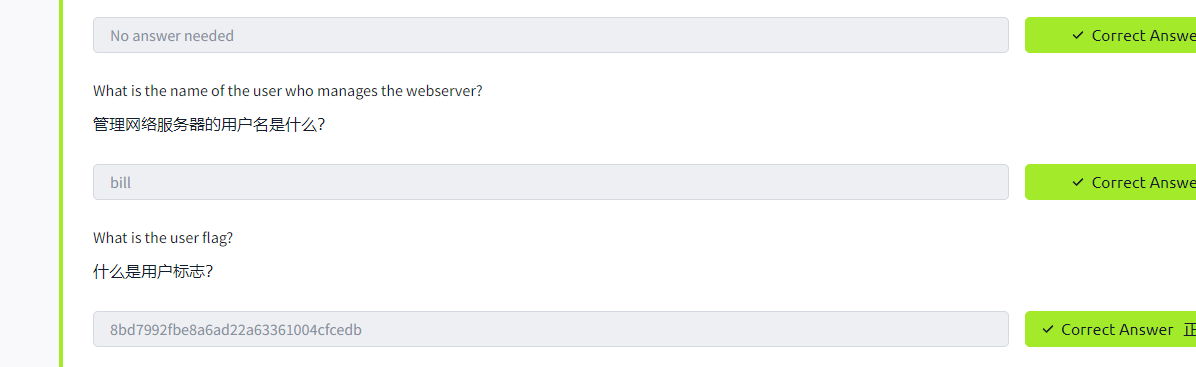 No answer needed
✓ Correct Answe
What is the name of the user who manages the webserver?
管理网络服务器的用户名是什么？
bill
✓ Correct Answe
What is the user flag?
什么是用户标志？
8bd7992fbe8a6ad22a63361004cfcedb
✓ Correct Answer 正